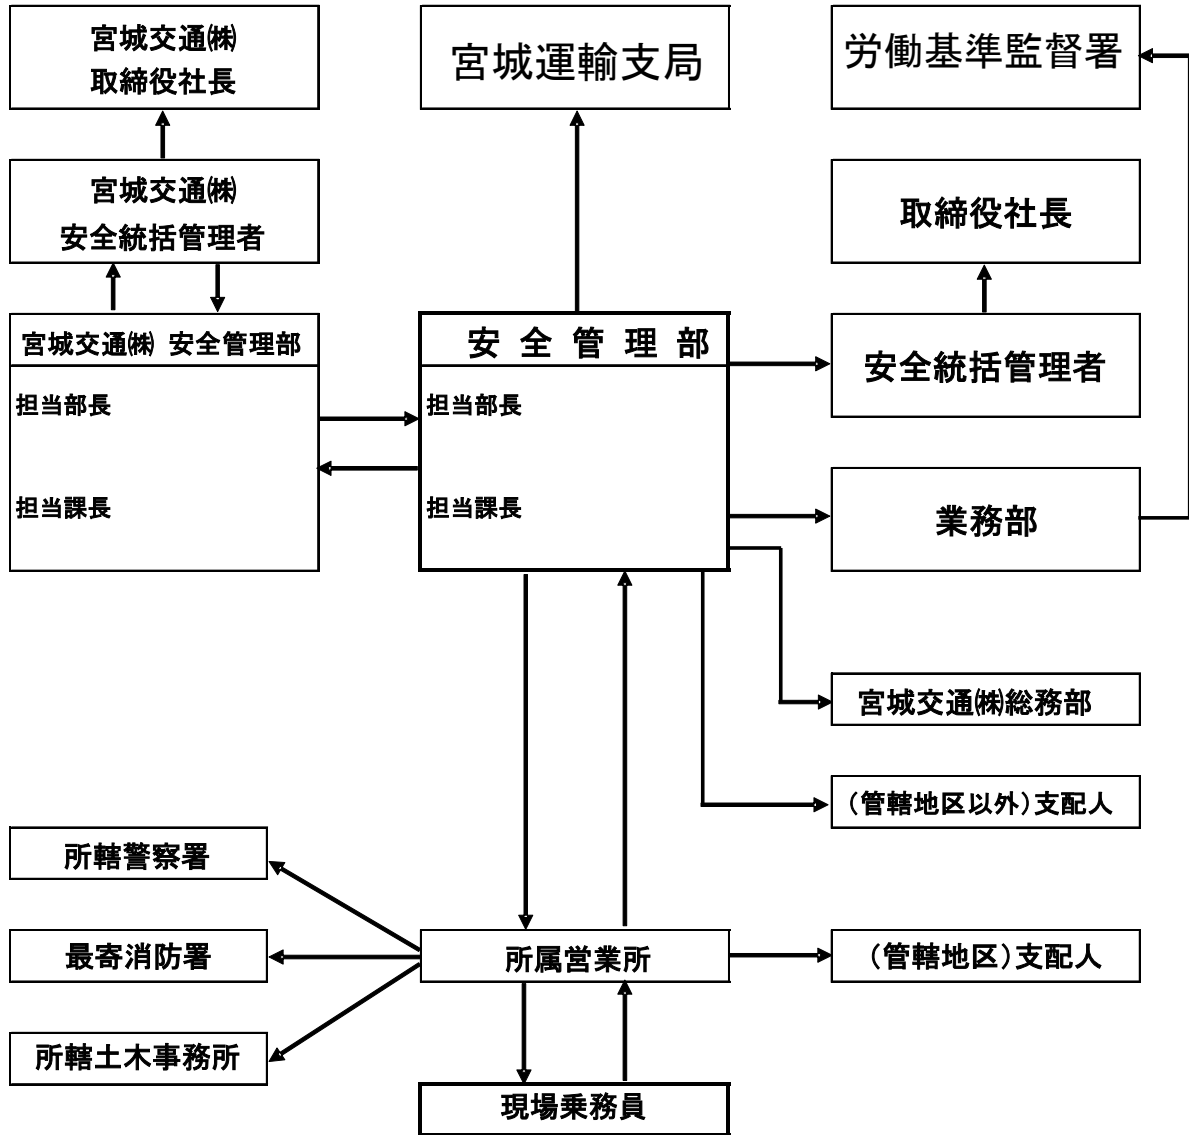 宮城交通㈱
取締役社長
宮城運輸支局
労働基準監督署
宮城交通㈱
安全統括管理者
取締役社長
宮城交通㈱ 安全管理部
担当部長
担当課長
安 全 管 理 部
担当部長
担当課長
安全統括管理者
業務部
宮城交通㈱総務部
（管轄地区以外）支配人
所轄警察署
最寄消防署
所轄土木事務所
所属営業所
（管轄地区）支配人
現場乗務員